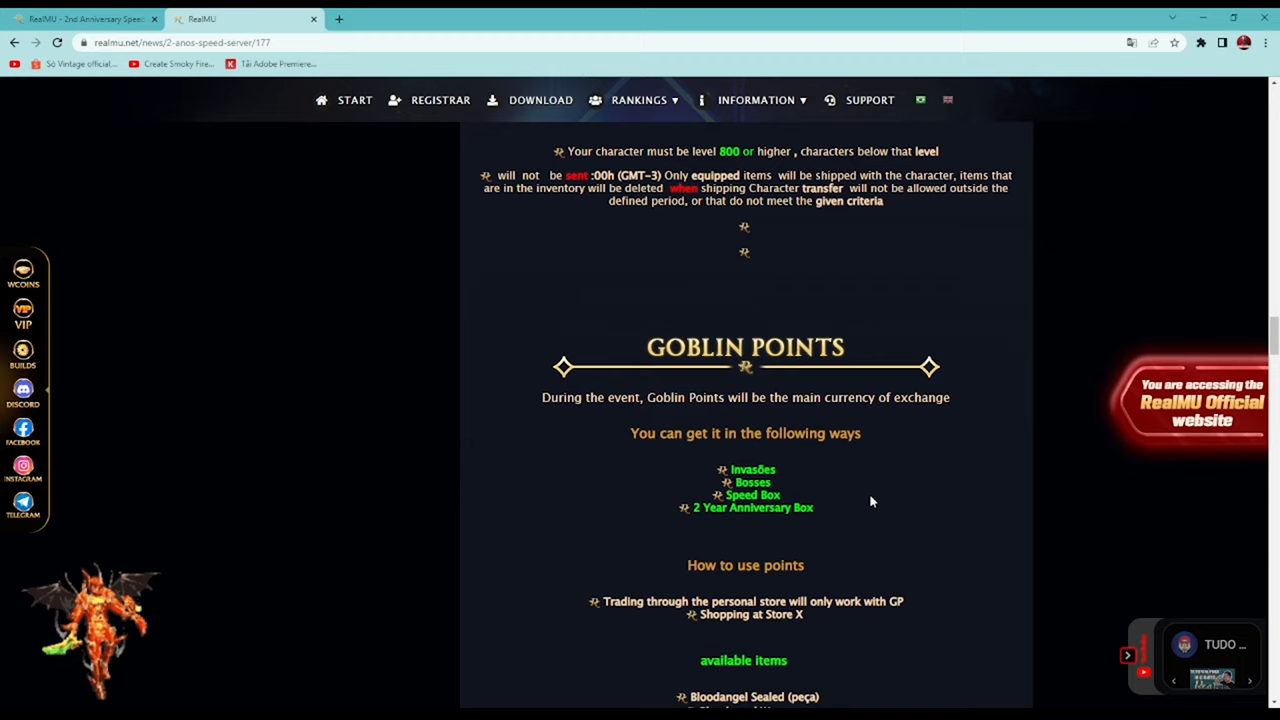 RealMU - 2nd Anniversary Speed
RealMU
realmu.net/news/2-anos-speed-server/177
Só Vintage official,...
Create Smoky Fire...
Tải Adobe Premiere...
START
REGISTRAR
DOWNLOAD
RANKINGS ▼
INFORMATION ▼
SUPPORT
Your character must be level 800 or higher , characters below that level
will not be sent :00h (GMT-3) Only equipped items will be shipped with the character, items that
are in the inventory will be deleted when shipping Character transfer will not be allowed outside the
defined period, or that do not meet the given criteria
GOBLIN POINTS
During the event, Goblin Points will be the main currency of exchange
You can get it in the following ways
Invasões
Bosses
Speed Box
2 Year Anniversary Box
How to use points
Trading through the personal store will only work with GP
Shopping at Store X
available items
Bloodangel Sealed (peça)
WCOINS
VIP
VIP
BUILDS
DISCORD
FACEBOOK
INSTAGRAM
TELEGRAM
You are accessing the
RealMU Official
website
TUDO ...